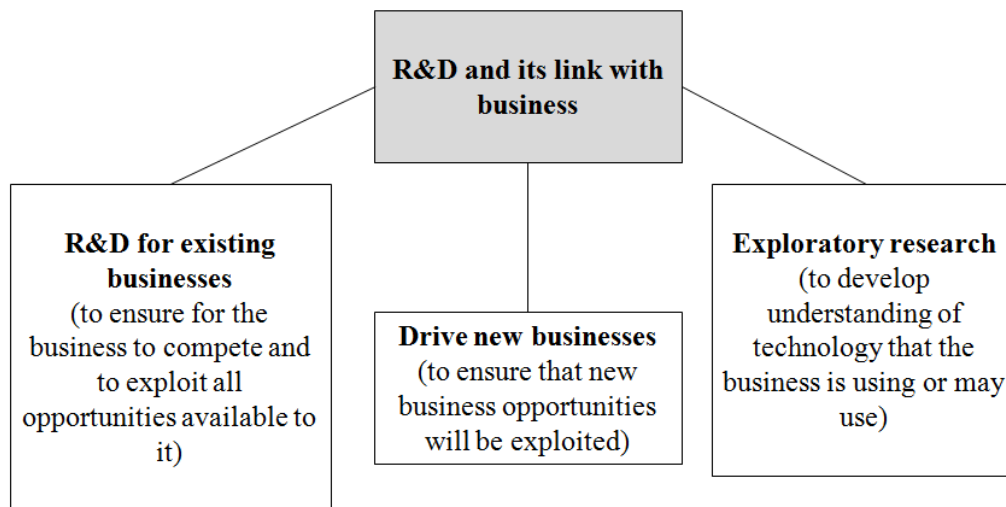 R&D and its link with
business
R&D for existing
businesses
(to ensure for the
business to compete and
to exploit all
opportunities available to
it)
Drive new businesses
(to ensure that new
business opportunities
will be exploited)
Exploratory research
(to develop
understanding of
technology that the
business is using or may
use)